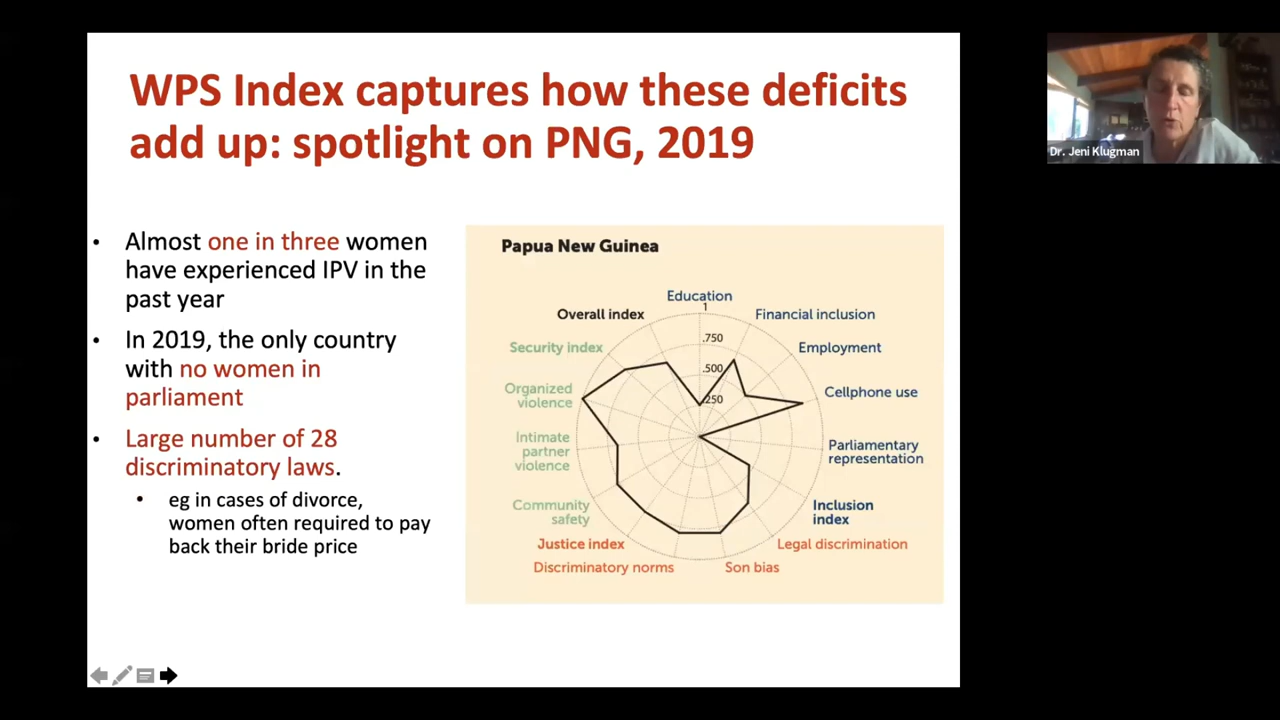 WPS Index captures how these deficits
add up: spotlight on PNG, 2019
Dr. Jeni Klugman
• Almost one in three women
have experienced IPV in the
past year
• In 2019, the only country
with no women in
parliament
• Large number of 28
discriminatory laws.
• eg in cases of divorce,
women often required to pay
back their bride price
Papua New Guinea
Education
1
Overall index
Financial inclusion
.750
Security index
Employment
.500
Organized
violence
Cellphone use
.250
Intimate
partner
violence
Parliamentary
representation
Community
safety
Inclusion
index
Justice index
Legal discrimination
Discriminatory norms
Son bias